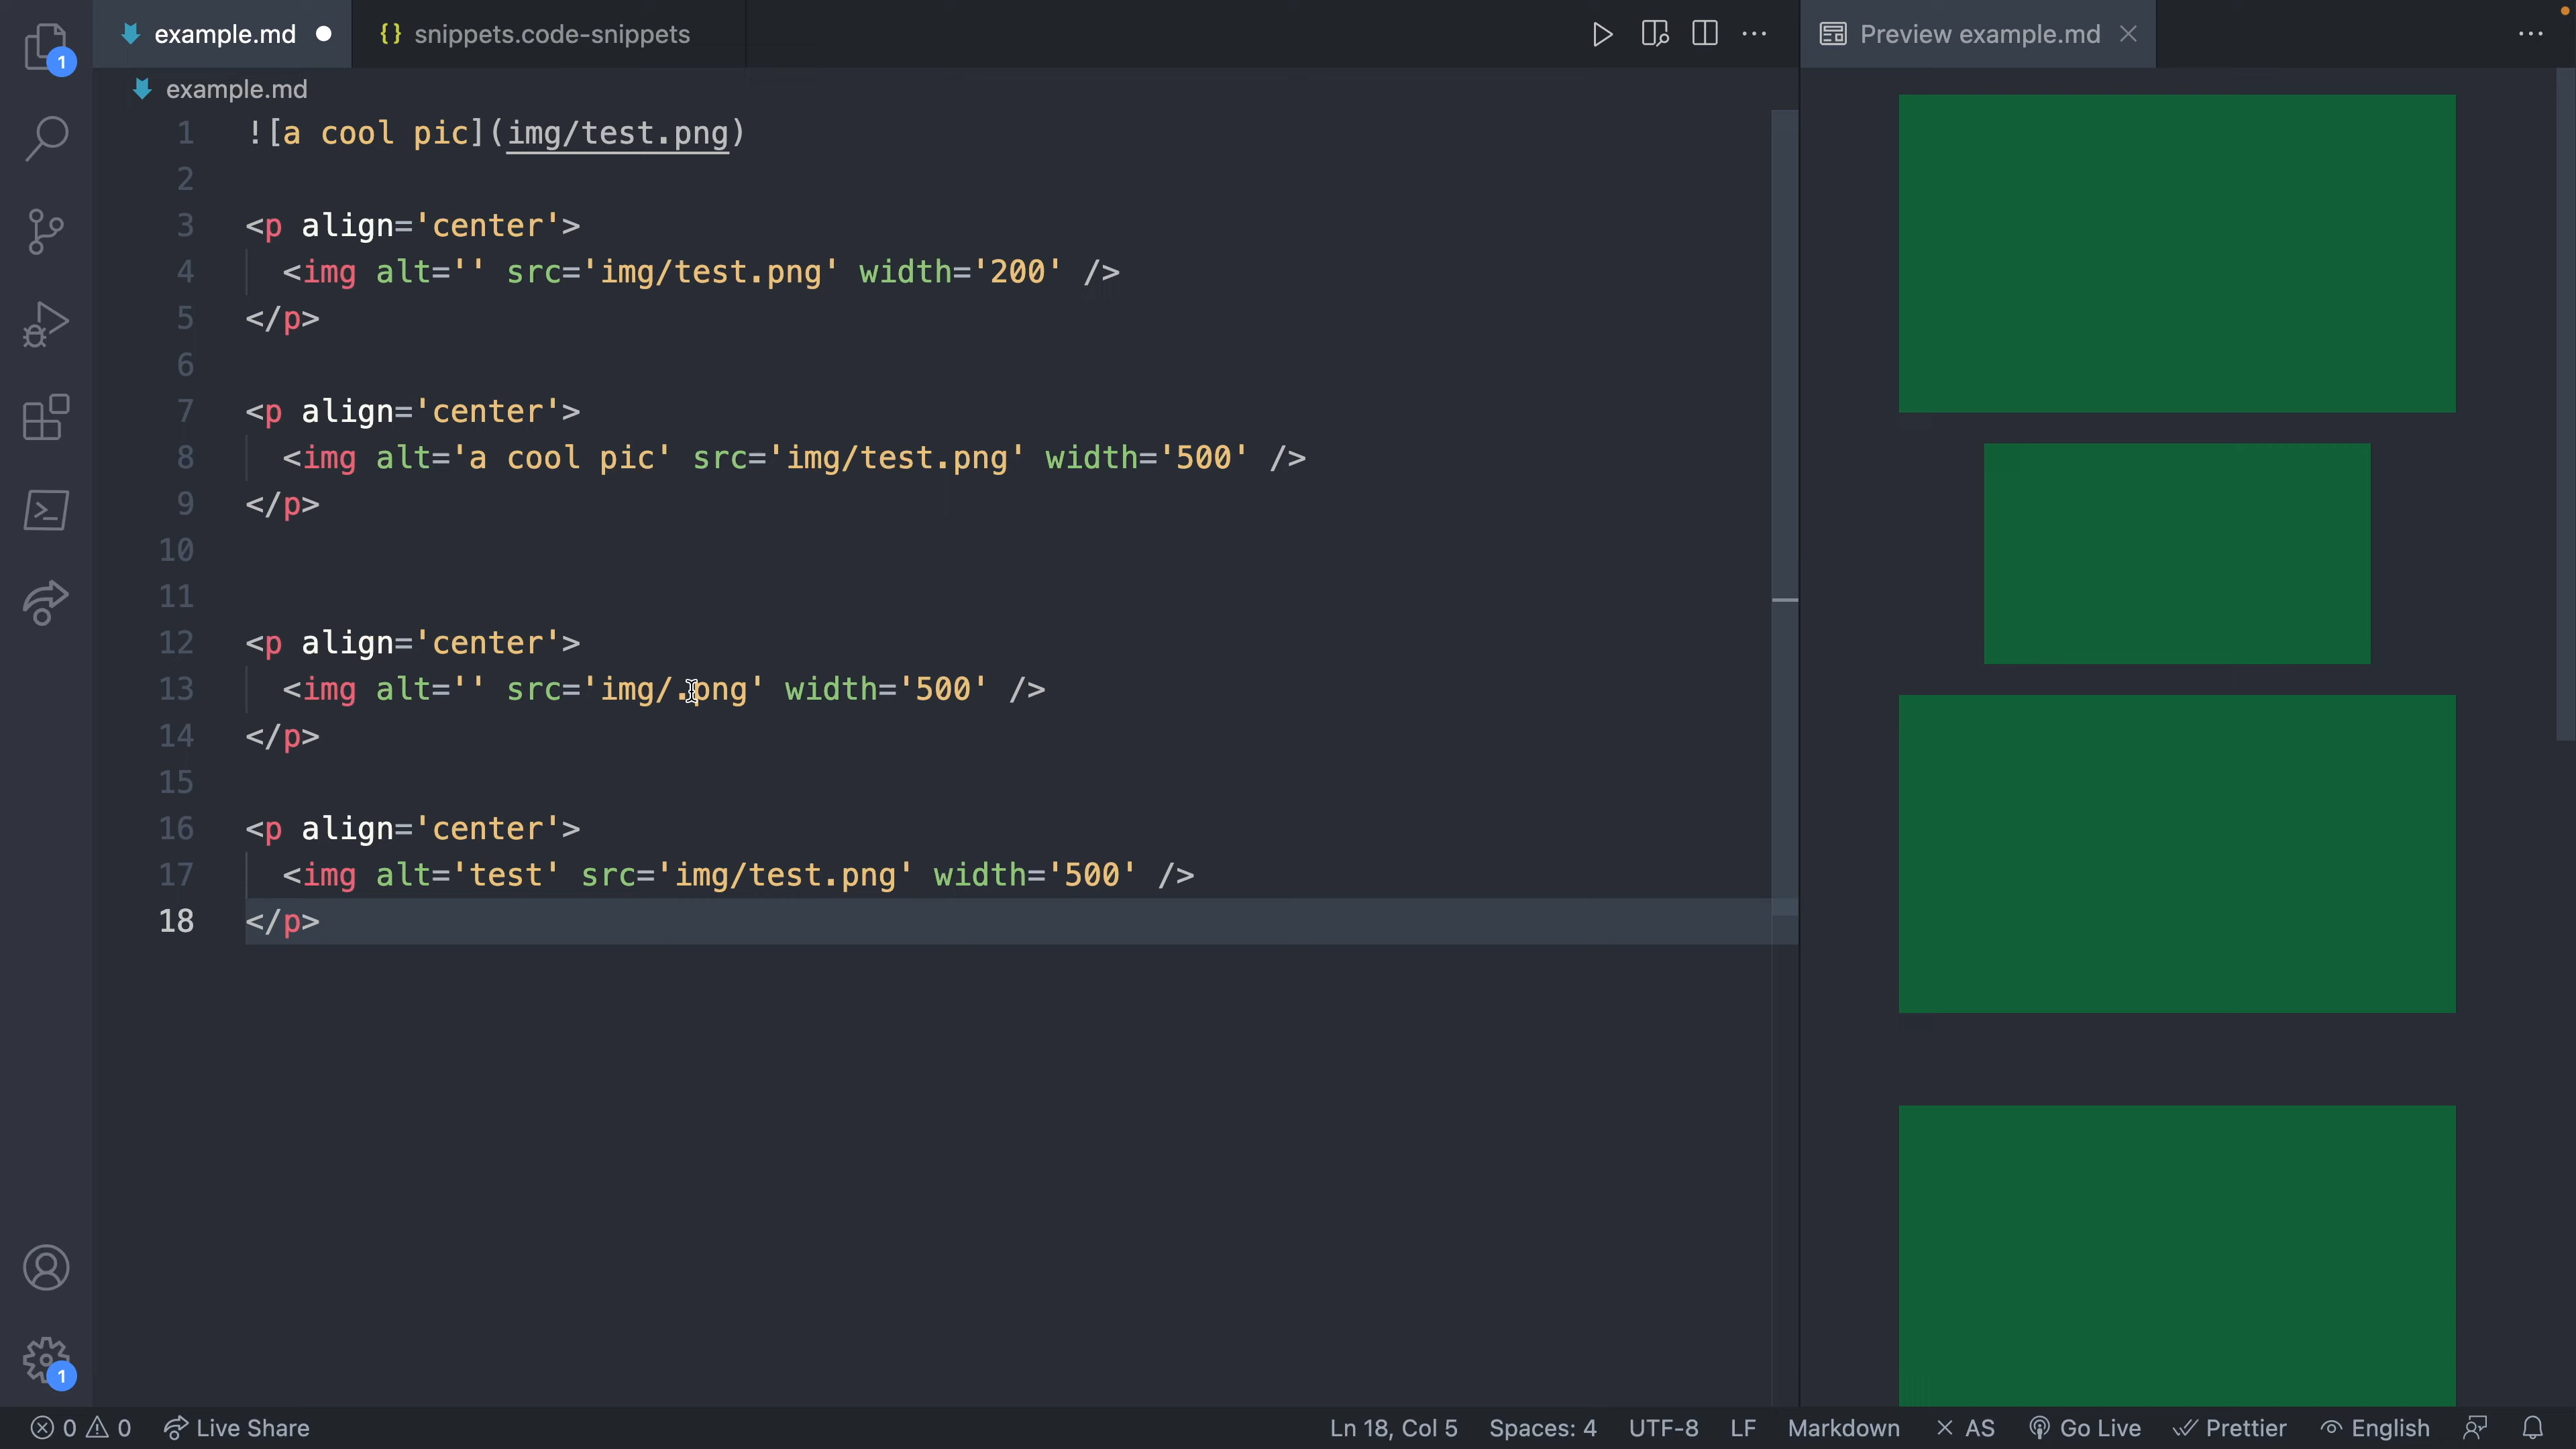 example.md
snippets.code-snippets
Preview example.md
1
example.md
1 ![a cool pic](img/test.png)
2
3 <p align='center'>
4 <img alt='' src='img/test.png' width='200' />
5 </p>
6
7 <p align='center'>
8 <img alt='a cool pic' src='img/test.png' width='500' />
9 </p>
10
11
12 <p align='center'>
13 <img alt='' src='img/.png' width='500' />
14 </p>
15
16 <p align='center'>
17 <img alt='test' src='img/test.png' width='500' />
18 </p>
1
0 0 Live Share Ln 18, Col 5 Spaces: 4 UTF-8 LF Markdown AS Go Live Prettier English